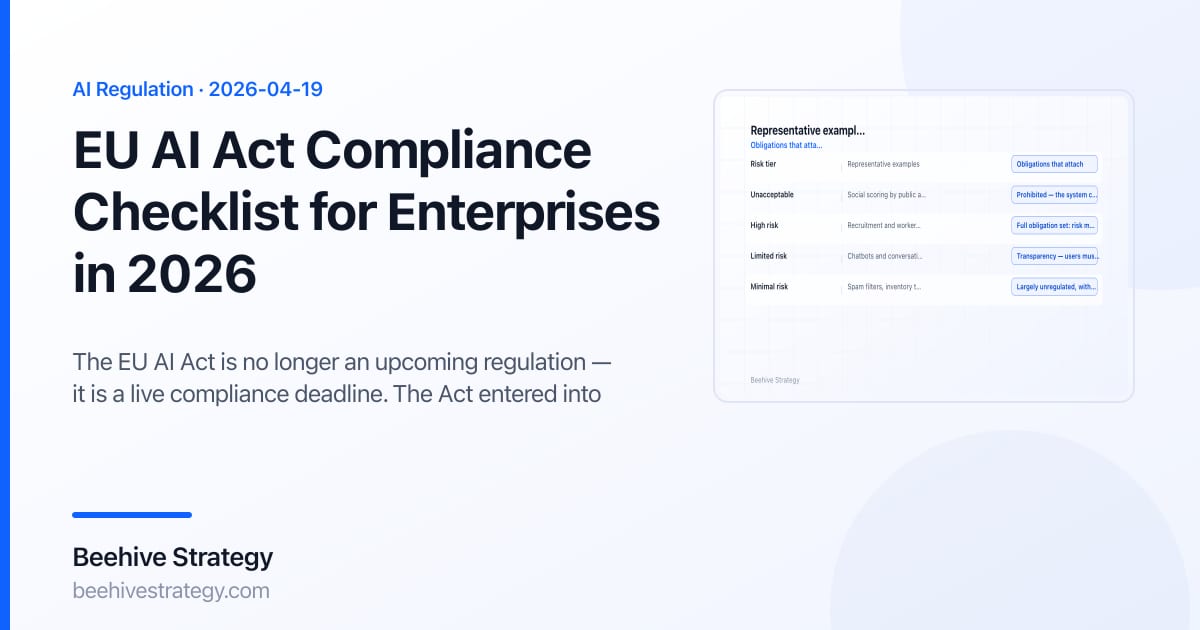 AI Regulation · 2026-04-19
EU AI Act Compliance
Checklist for Enterprises
in 2026
The EU AI Act is no longer an upcoming regulation —
it is a live compliance deadline. The Act entered into
Beehive Strategy
beehivestrategy.com
Representative exampl...
Obligations that atta...
Risk tier Representative examples Obligations that attach
Unacceptable Social scoring by public a... Prohibited — the system c...
High risk Recruitment and worker... Full obligation set: risk m...
Limited risk Chatbots and conversati... Transparency — users mus...
Minimal risk Spam filters, inventory t... Largely unregulated, with...
Beehive Strategy